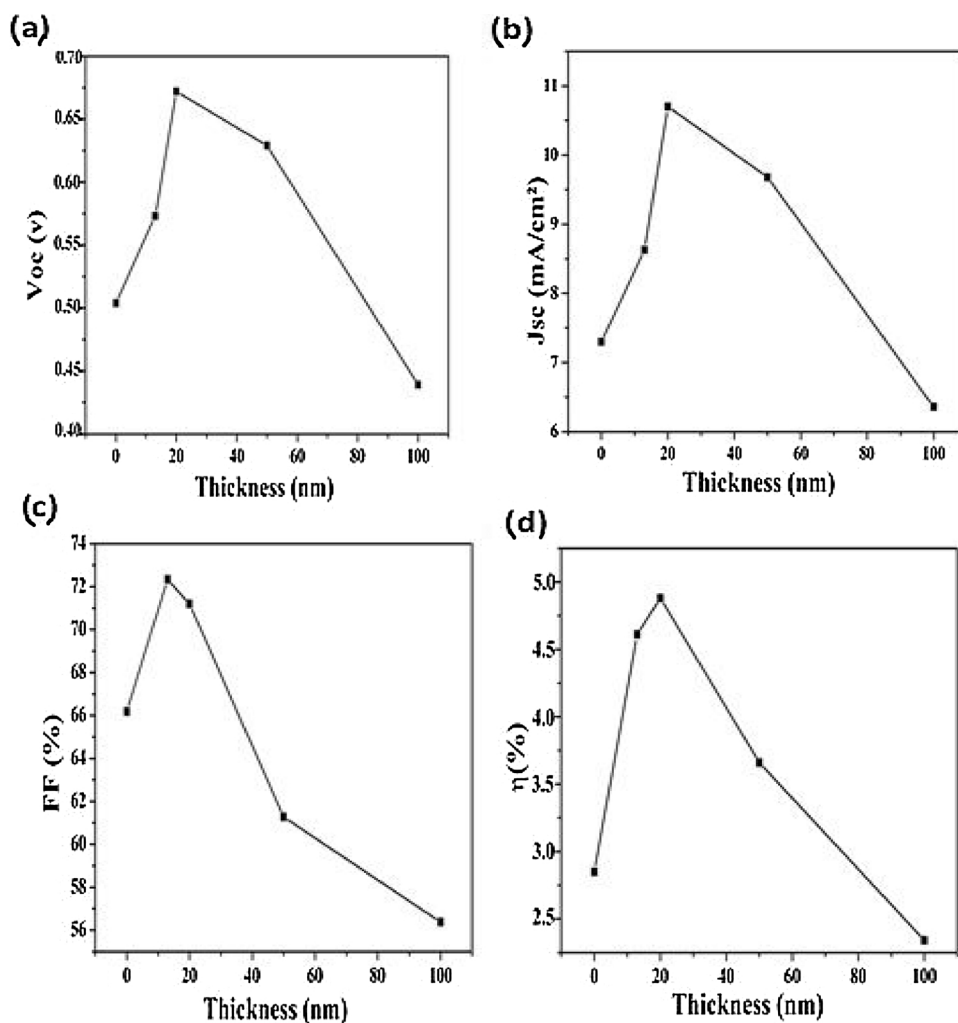 (a)
0.70
0.65
0.60
0.55
0.50
0.45
0.40
Voc (v)
0 20 40 60 80 100
Thickness (nm)
(b)
11
10
9
8
7
6
Jsc (mA/cm²)
0 20 40 60 80 100
Thickness (nm)
(c)
74
72
70
68
66
64
62
60
58
56
FF (%)
0 20 40 60 80 100
Thickness (nm)
(d)
5.0
4.5
4.0
3.5
3.0
2.5
η(%)
0 20 40 60 80 100
Thickness (nm)